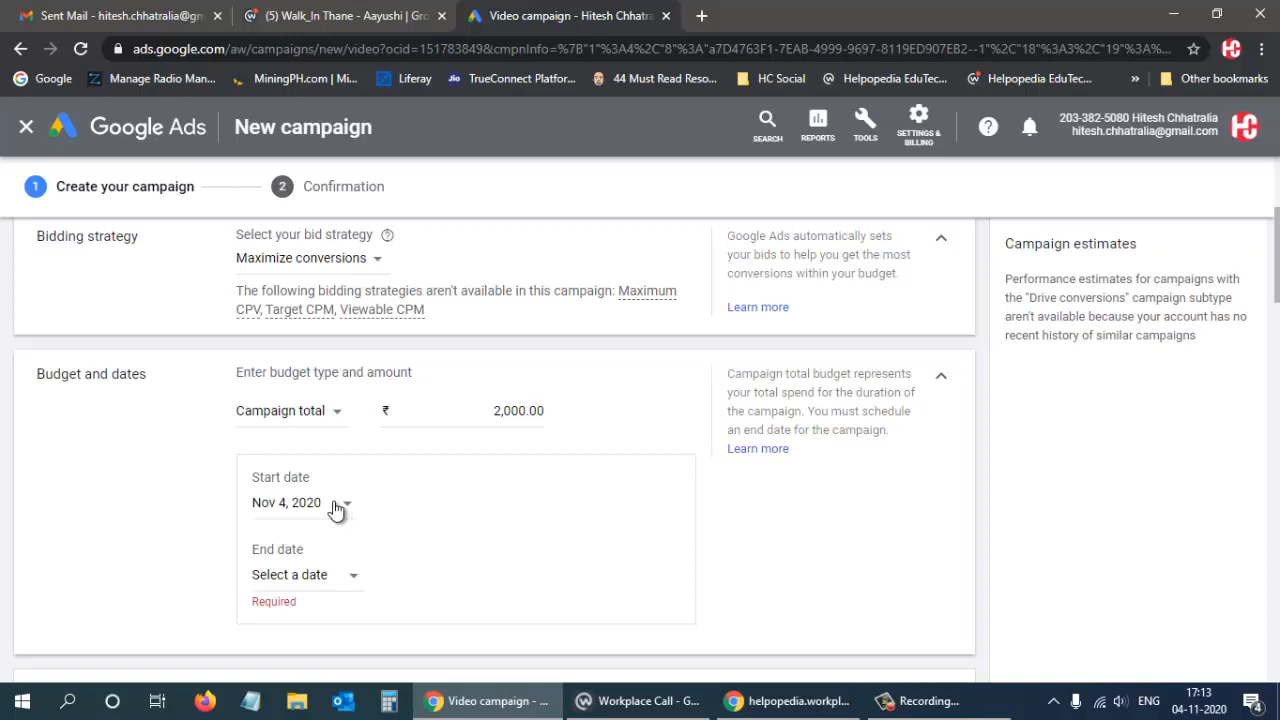 Sent Mail - hitesh.chhatralia@gm
(5) Walk_In Thane - Aayushi | Gro
Video campaign - Hitesh Chhatra
ads.google.com/aw/campaigns/new/video?ocid=151783849&cmpnInfo=%7B"1"%3A4%2C"8"%3A"a7D4763F1-7EAB-4999-9697-8119ED907EB2--1"%2C"18"%3A3%2C"19"%3A%...
Google
Manage Radio Man...
MiningPH.com | Mi...
Liferay
Jio
TrueConnect Platfor...
44 Must Read Reso...
HC Social
Helpopedia EduTec...
Helpopedia EduTec...
»
Other bookmarks
Google Ads
New campaign
SEARCH
REPORTS
TOOLS
SETTINGS &
BILLING
203-382-5080 Hitesh Chhatralia
hitesh.chhatralia@gmail.com
1 Create your campaign
2 Confirmation
Bidding strategy
Select your bid strategy
Maximize conversions
The following bidding strategies aren't available in this campaign: Maximum
CPV, Target CPM, Viewable CPM
Google Ads automatically sets
your bids to help you get the most
conversions within your budget.
Learn more
Campaign estimates
Performance estimates for campaigns with
the "Drive conversions" campaign subtype
aren't available because your account has no
recent history of similar campaigns
Budget and dates
Enter budget type and amount
Campaign total
₹ 2,000.00
Campaign total budget represents
your total spend for the duration of
the campaign. You must schedule
an end date for the campaign.
Learn more
Start date
Nov 4, 2020
End date
Select a date
Required
Video campaign - ...
Workplace Call - G...
helpopedia.workpl...
Recording...
ENG
17:13
04-11-2020
4